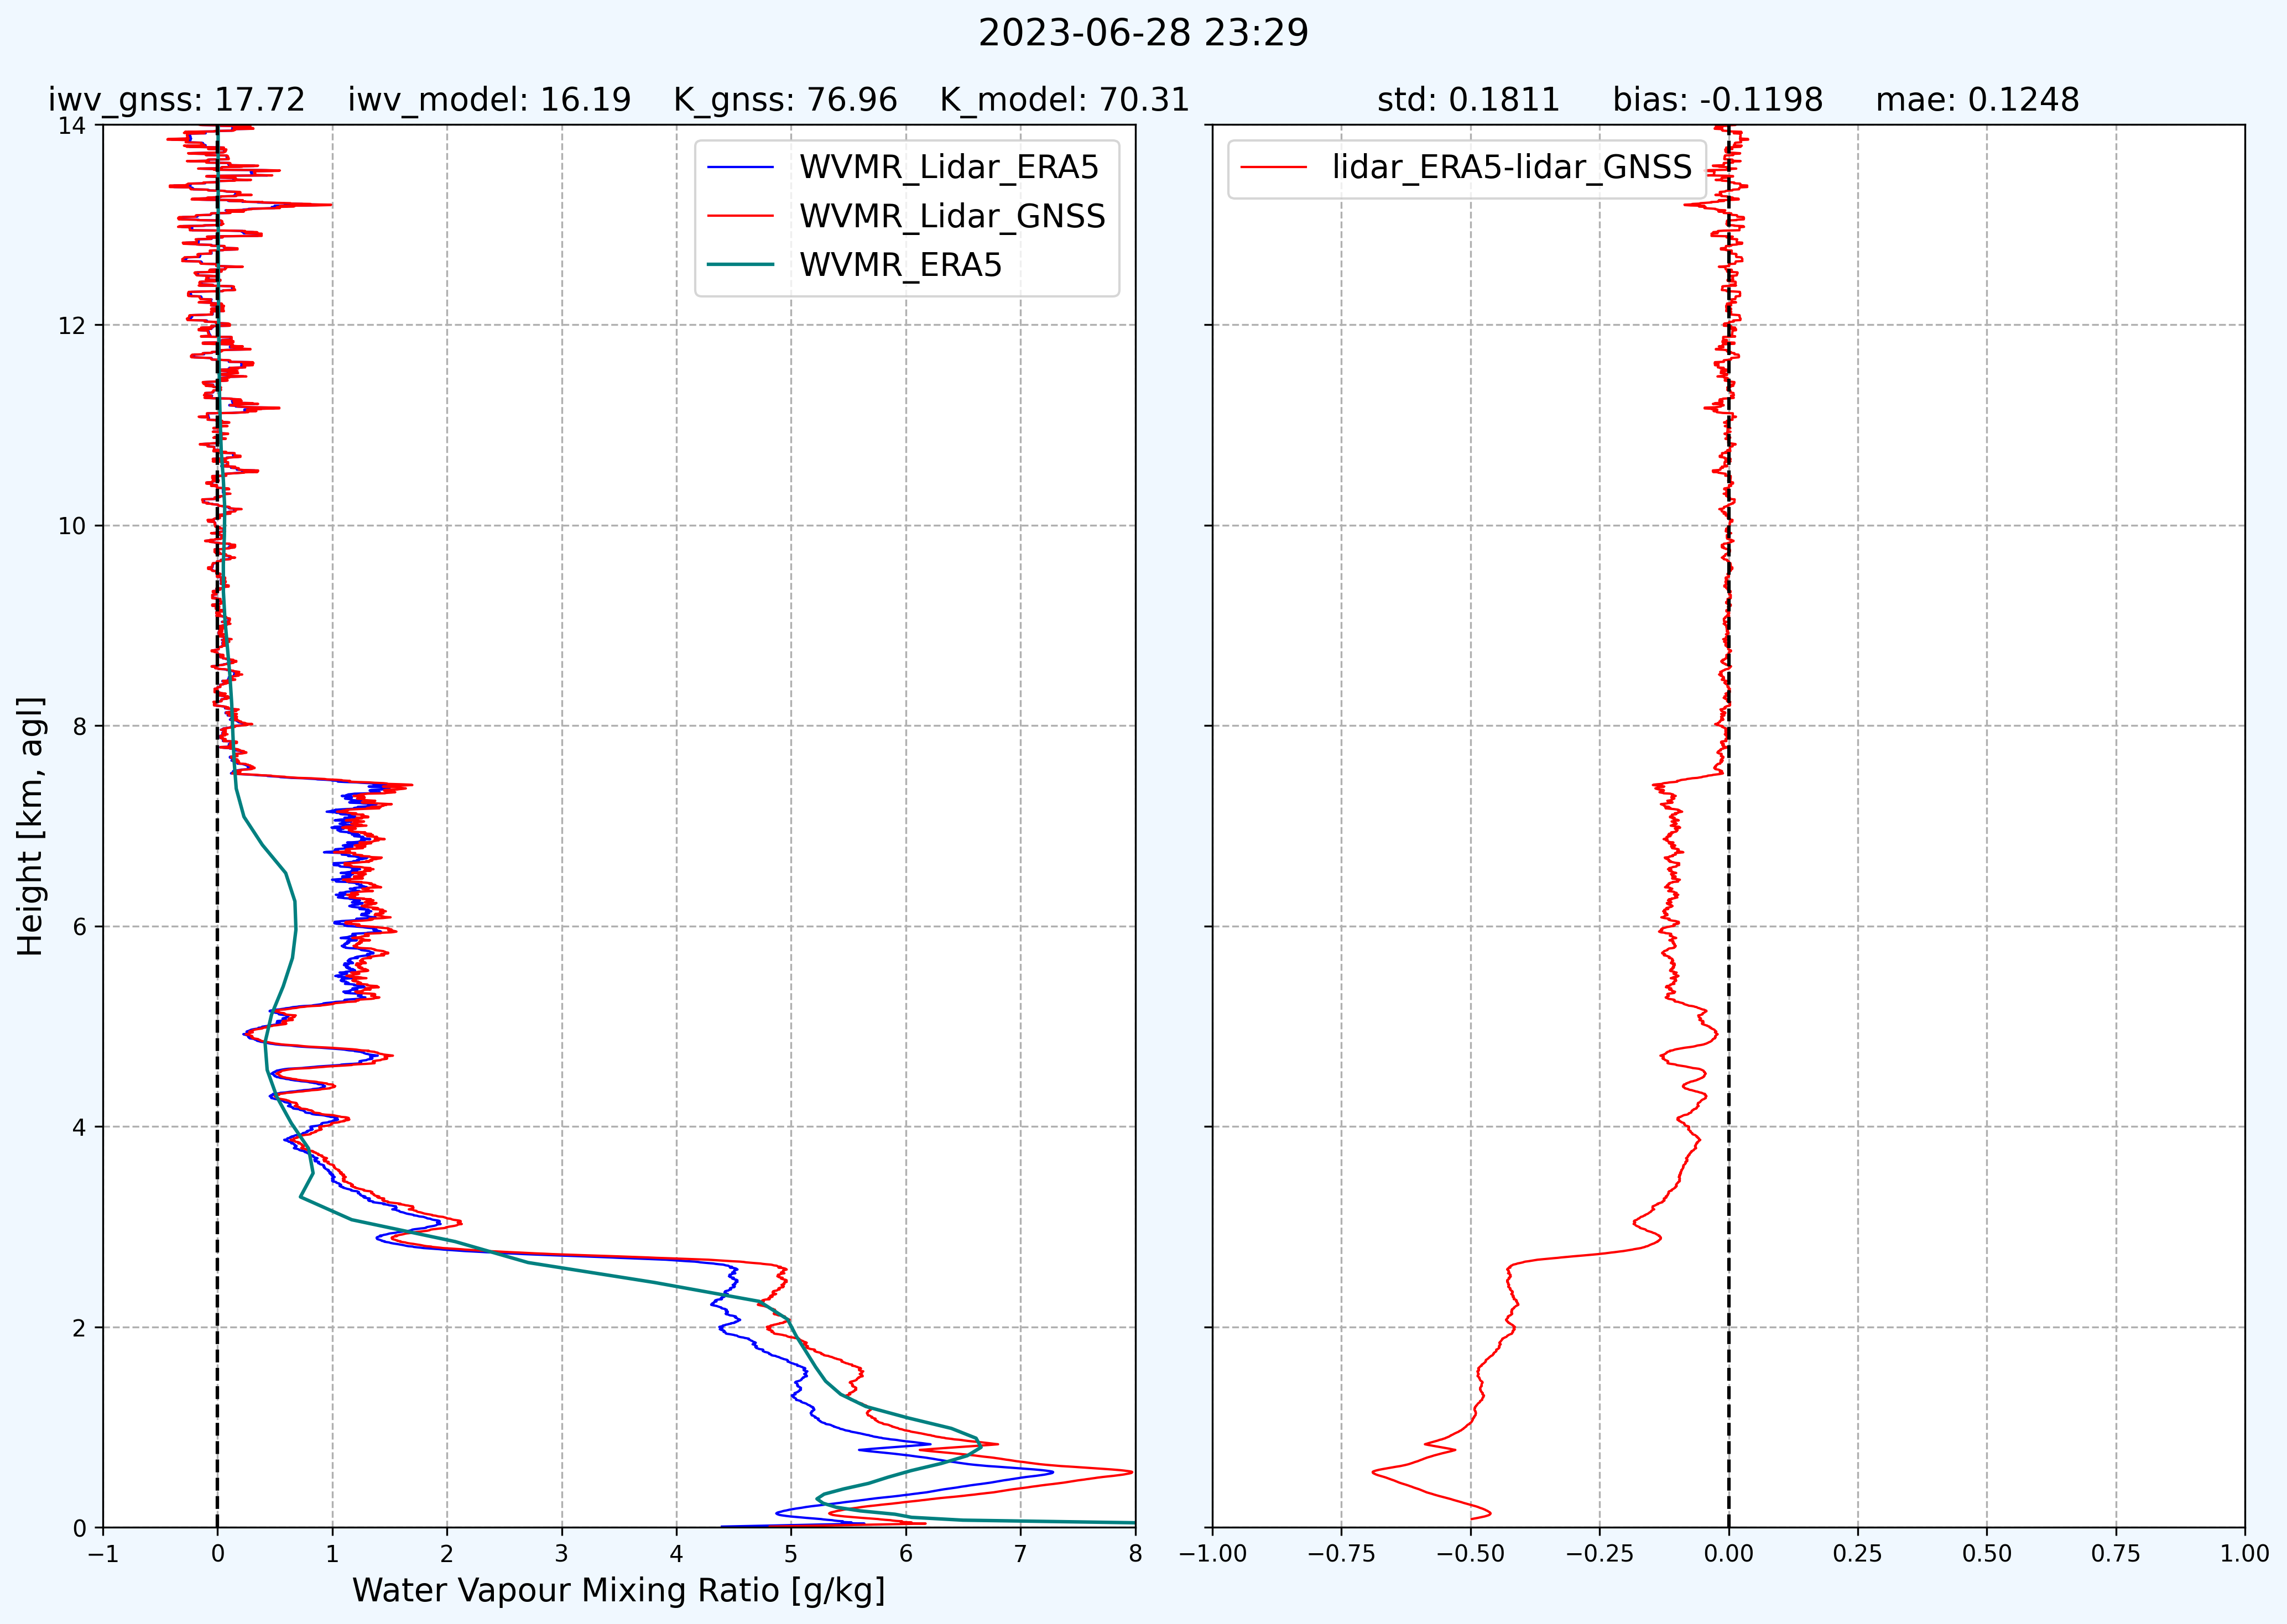 2023-06-28 23:29
iwv_gnss: 17.72 iwv_model: 16.19 K_gnss: 76.96 K_model: 70.31
std: 0.1811 bias: -0.1198 mae: 0.1248
WVMR_Lidar_ERA5
WVMR_Lidar_GNSS
WVMR_ERA5
lidar_ERA5-lidar_GNSS
14
12
10
8
6
4
2
0
Height [km, agl]
−1 0 1 2 3 4 5 6 7 8
Water Vapour Mixing Ratio [g/kg]
−1.00 −0.75 −0.50 −0.25 0.00 0.25 0.50 0.75 1.00